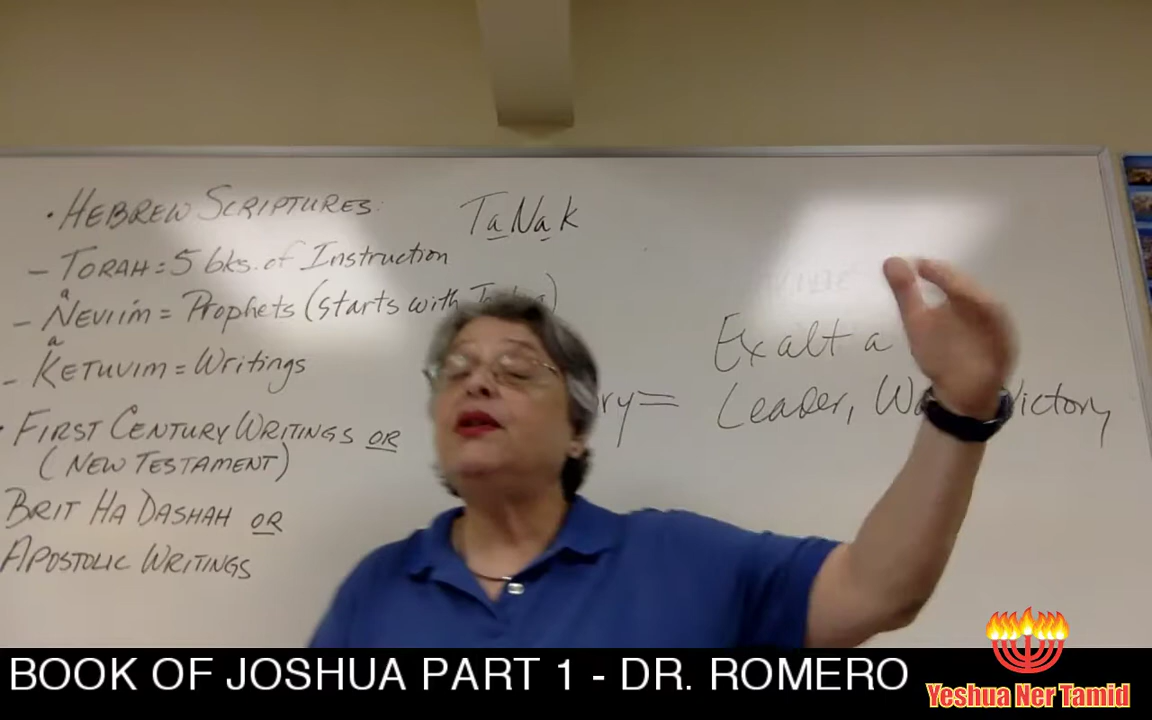 · HEBREW SCRIPTURES:
TaNak
- TORAH = 5 bks. of Instruction
a
- NEVIIM = Prophets (starts with
a
- KETUVIM = Writings
· FIRST CENTURY WRITINGS OR
(NEW TESTAMENT)
BRIT HA DASHAH OR
APOSTOLIC WRITINGS
Exalt a
ry = Leader, Victory
BOOK OF JOSHUA PART 1 - DR. ROMERO
Yeshua Ner Tamid